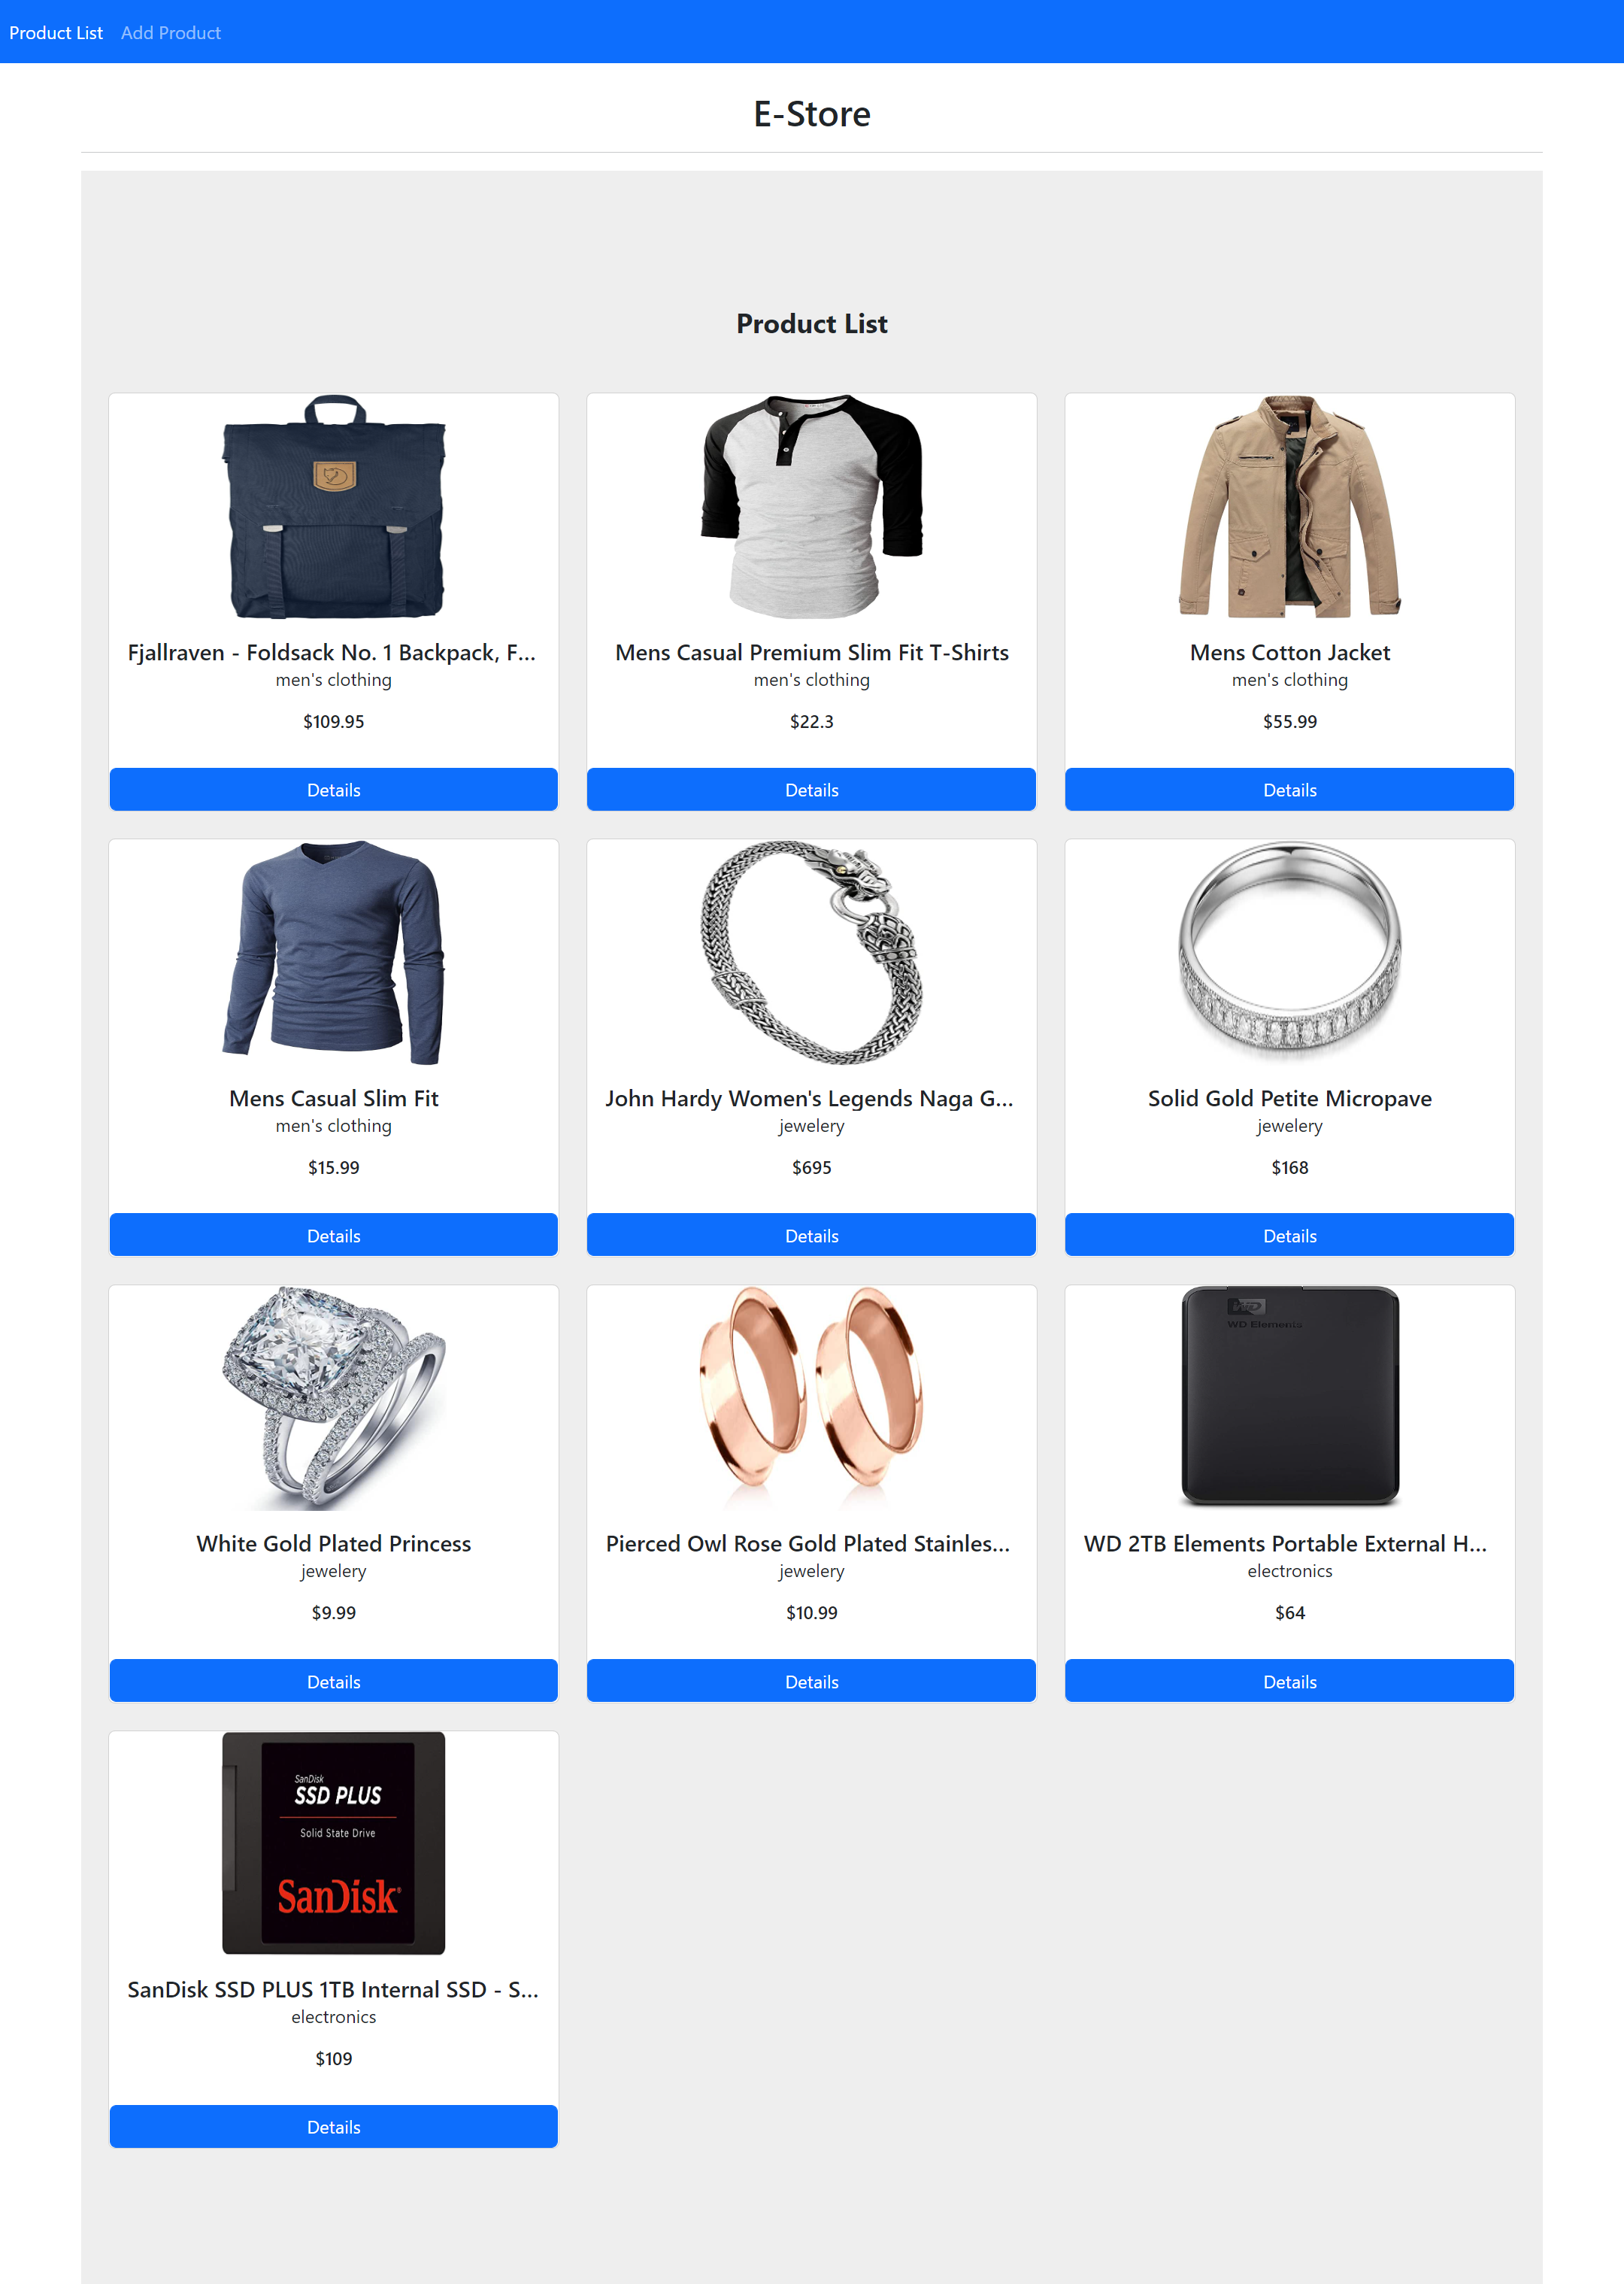 Product List Add Product
E-Store
Product List
Fjallraven - Foldsack No. 1 Backpack, F...
men's clothing
$109.95
Details
Mens Casual Premium Slim Fit T-Shirts
men's clothing
$22.3
Details
Mens Cotton Jacket
men's clothing
$55.99
Details
Mens Casual Slim Fit
men's clothing
$15.99
Details
John Hardy Women's Legends Naga G...
jewelery
$695
Details
Solid Gold Petite Micropave
jewelery
$168
Details
White Gold Plated Princess
jewelery
$9.99
Details
Pierced Owl Rose Gold Plated Stainles...
jewelery
$10.99
Details
WD
WD Elements
WD 2TB Elements Portable External H...
electronics
$64
Details
SanDisk
SSD PLUS
Solid State Drive
SanDisk®
SanDisk SSD PLUS 1TB Internal SSD - S...
electronics
$109
Details